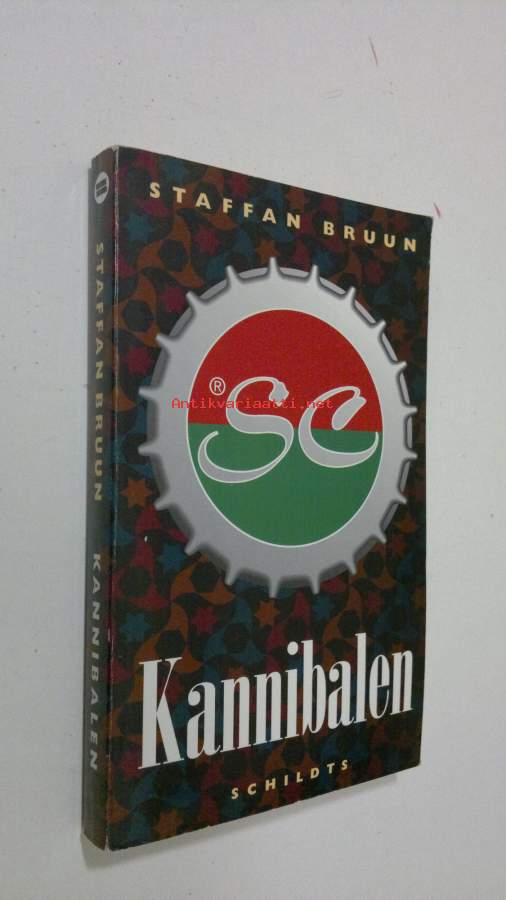 STAFFAN BRUUN
® SC
Antikvariaatti.net
Kannibalen
SCHILDTS
STAFFAN BRUUN KANNIBALEN